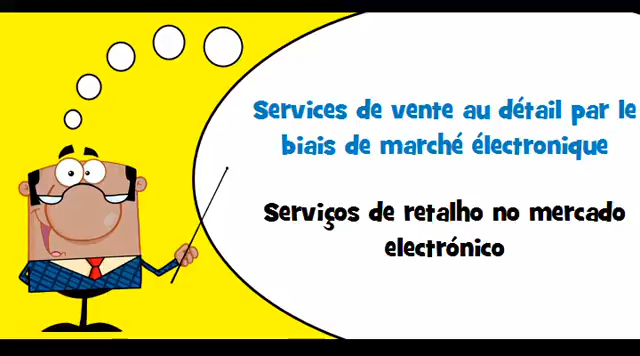 Services de vente au détail par le
biais de marché électronique
Serviços de retalho no mercado
electrónico